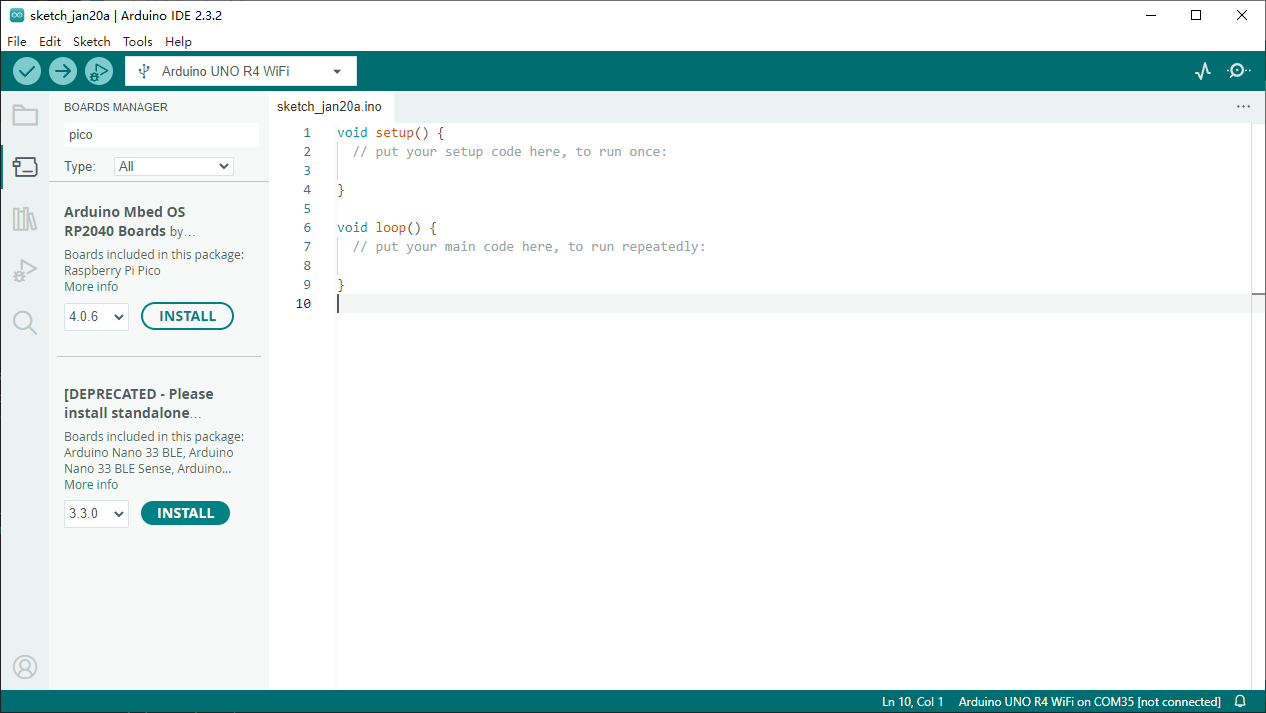 sketch_jan20a | Arduino IDE 2.3.2
File Edit Sketch Tools Help
Arduino UNO R4 WiFi
BOARDS MANAGER
pico
Type: All
Arduino Mbed OS
RP2040 Boards by...
Boards included in this package:
Raspberry Pi Pico
More info
4.0.6 INSTALL
[DEPRECATED - Please
install standalone...
Boards included in this package:
Arduino Nano 33 BLE, Arduino
Nano 33 BLE Sense, Arduino...
More info
3.3.0 INSTALL
sketch_jan20a.ino
1 void setup() {
2 // put your setup code here, to run once:
3
4 }
5
6 void loop() {
7 // put your main code here, to run repeatedly:
8
9 }
10
Ln 10, Col 1 Arduino UNO R4 WiFi on COM35 [not connected]